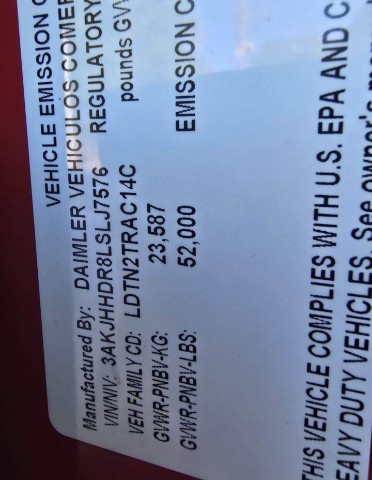 VEHICLE EMISSION C
Manufactured By: DAIMLER VEHICULOS COMER
VIN/NIV: 3AKJHHDR8LSLJ7576 REGULATORY
VEH FAMILY CD: LDTN2TRAC14C pounds GVW
GVWR-PNBV-KG: 23,587
GVWR-PNBV-LBS: 52,000 EMISSION C
THIS VEHICLE COMPLIES WITH U.S. EPA AND C
EAVY DUTY VEHICLES. See owner's man